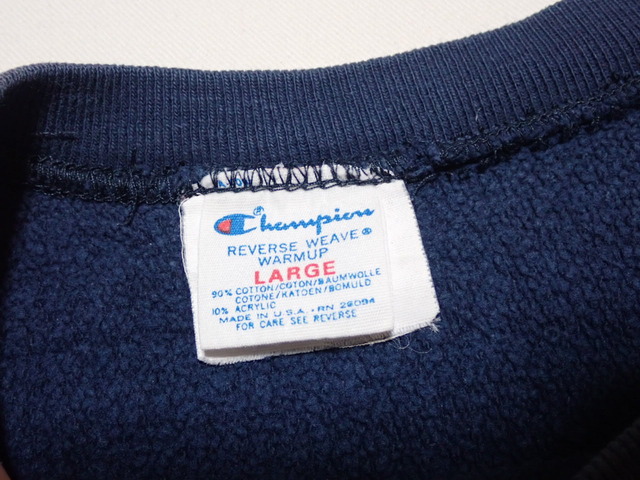 Champion®
REVERSE WEAVE®
WARMUP
LARGE
90% COTTON/COTON/BAUMWOLLE
COTONE/KATOEN/BOMULD
10% ACRYLIC
MADE IN U.S.A. · RN 26094
FOR CARE SEE REVERSE